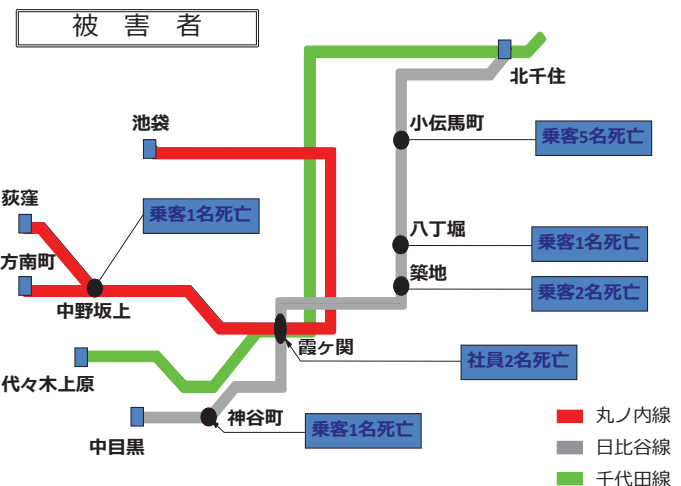 被害者
北千住
小伝馬町
池袋
乗客5名死亡
荻窪
乗客1名死亡
八丁堀
乗客1名死亡
方南町
築地
乗客2名死亡
中野坂上
霞ヶ関
社員2名死亡
代々木上原
神谷町
乗客1名死亡
中目黒
丸ノ内線
日比谷線
千代田線